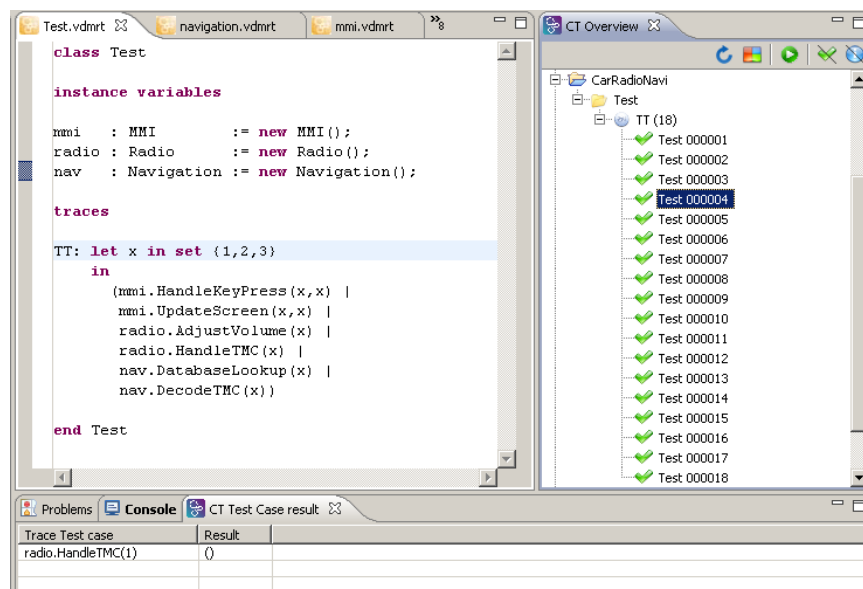 Test.vdmrt
navigation.vdmrt
mmi.vdmrt
»8
class Test
instance variables
mmi : MMI := new MMI();
radio : Radio := new Radio();
nav : Navigation := new Navigation();
traces
TT: let x in set {1,2,3}
in
(mmi.HandleKeyPress(x,x) |
mmi.UpdateScreen(x,x) |
radio.AdjustVolume(x) |
radio.HandleTMC(x) |
nav.DatabaseLookup(x) |
nav.DecodeTMC(x))
end Test
CT Overview
CarRadioNavi
Test
TT (18)
Test 000001
Test 000002
Test 000003
Test 000004
Test 000005
Test 000006
Test 000007
Test 000008
Test 000009
Test 000010
Test 000011
Test 000012
Test 000013
Test 000014
Test 000015
Test 000016
Test 000017
Test 000018
Problems
Console
CT Test Case result
Trace Test case Result
radio.HandleTMC(1) ()